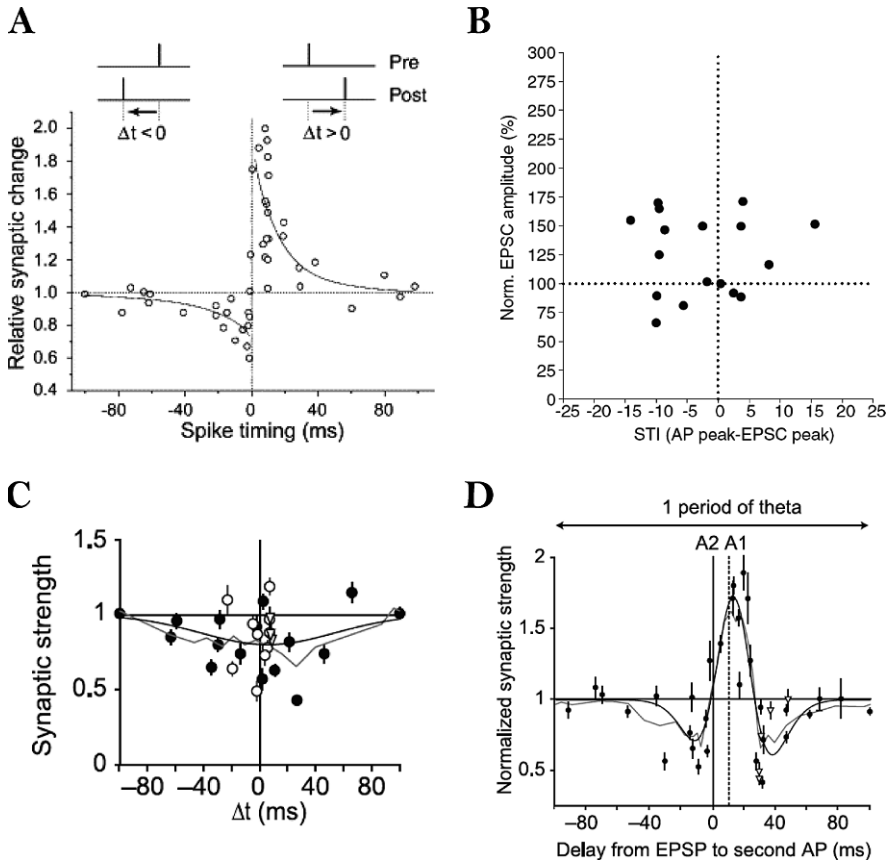 A
Pre
Post
Δt < 0
Δt > 0
Relative synaptic change
2.0
1.8
1.6
1.4
1.2
1.0
0.8
0.6
0.4
-80
-40
0
40
80
Spike timing (ms)
B
Norm. EPSC amplitude (%)
300
275
250
225
200
175
150
125
100
75
50
25
0
-25
-20
-15
-10
-5
0
5
10
15
20
25
STI (AP peak-EPSC peak)
C
Synaptic strength
1.5
1
0.5
0
−80
−40
0
40
80
Δt (ms)
D
1 period of theta
A2
A1
Normalized synaptic strength
2
1.5
1
0.5
−80
−40
0
40
80
Delay from EPSP to second AP (ms)